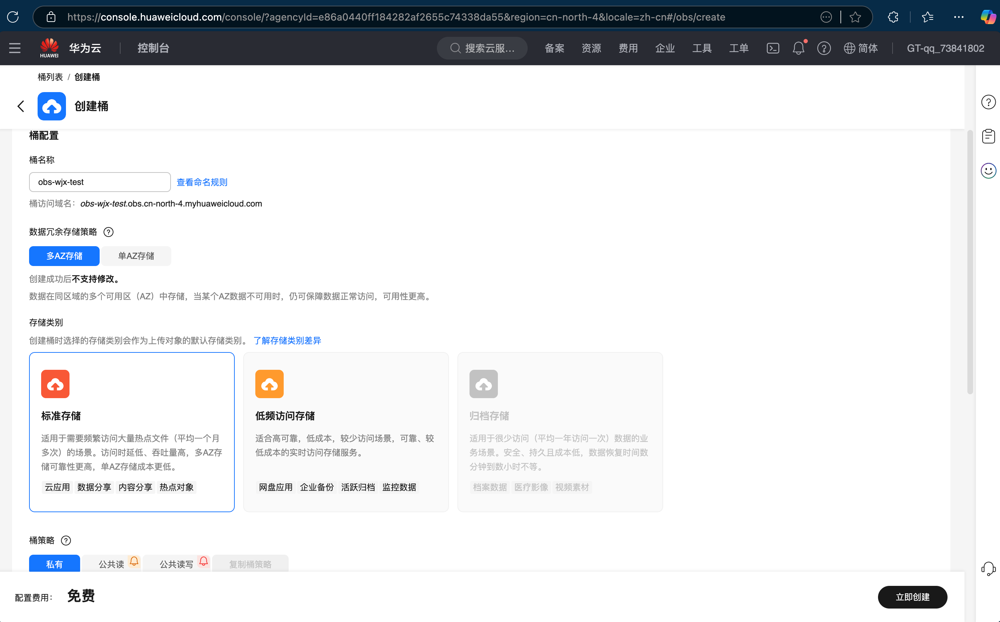 https://console.huaweicloud.com/console/?agencyId=e86a0440ff184282af2655c74338da55&region=cn-north-4&locale=zh-cn#/obs/create
HUAWEI
华为云
控制台
搜索云服...
备案
资源
费用
企业
工具
工单
简体
GT-qq_73841802
桶列表 / 创建桶
创建桶
桶配置
桶名称
obs-wjx-test
查看命名规则
桶访问域名：obs-wjx-test.obs.cn-north-4.myhuaweicloud.com
数据冗余存储策略
多AZ存储
单AZ存储
创建成功后不支持修改。
数据在同区域的多个可用区（AZ）中存储，当某个AZ数据不可用时，仍可保障数据正常访问，可用性更高。
存储类别
创建桶时选择的存储类别会作为上传对象的默认存储类别。 了解存储类别差异
标准存储
适用于需要频繁访问大量热点文件（平均一个月
多次）的场景。访问时延低、吞吐量高，多AZ存
储可靠性更高，单AZ存储成本更低。
云应用 数据分享 内容分享 热点对象
低频访问存储
适合高可靠，低成本，较少访问场景，可靠、较
低成本的实时访问存储服务。
网盘应用 企业备份 活跃归档 监控数据
归档存储
适用于很少访问（平均一年访问一次）数据的业
务场景。安全、持久且成本低，数据恢复时间数
分钟到数小时不等。
档案数据 医疗影像 视频素材
桶策略
私有
公共读
公共读写
复制桶策略
配置费用：
免费
立即创建